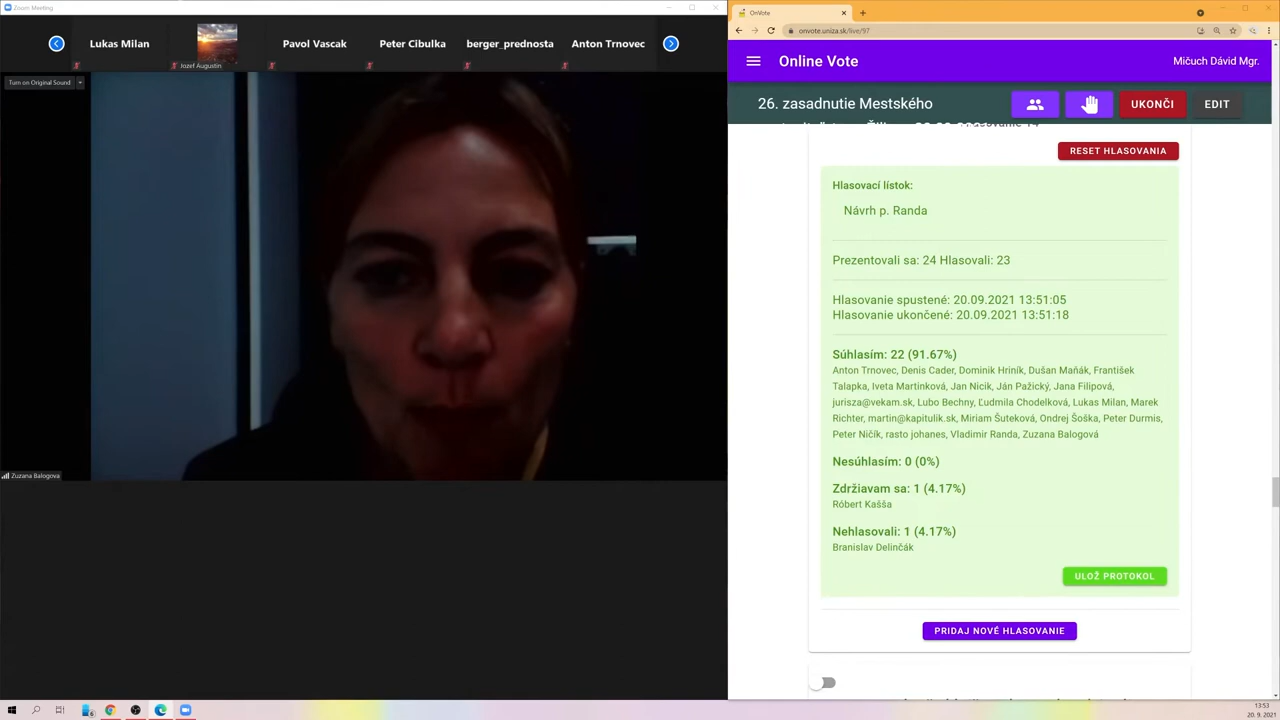 Zoom Meeting
Lukas Milan
Jozef Augustin
Pavol Vascak
Peter Cibulka
berger_prednosta
Anton Trnovec
Turn on Original Sound
Zuzana Balogova
OnVote
onvote.uniza.sk/live/97
Online Vote
Mičuch Dávid Mgr.
26. zasadnutie Mestského
UKONČI
EDIT
RESET HLASOVANIA
Hlasovací lístok:
Návrh p. Randa
Prezentovali sa: 24 Hlasovali: 23
Hlasovanie spustené: 20.09.2021 13:51:05
Hlasovanie ukončené: 20.09.2021 13:51:18
Súhlasím: 22 (91.67%)
Anton Trnovec, Denis Cader, Dominik Hriník, Dušan Maňák, František
Talapka, Iveta Martinková, Jan Nicik, Ján Pažický, Jana Filipová,
jurisza@vekam.sk, Lubo Bechny, Ľudmila Chodelková, Lukas Milan, Marek
Richter, martin@kapitulik.sk, Miriam Šuteková, Ondrej Šoška, Peter Durmis,
Peter Ničík, rasto johanes, Vladimir Randa, Zuzana Balogová
Nesúhlasím: 0 (0%)
Zdržiavam sa: 1 (4.17%)
Róbert Kašša
Nehlasovali: 1 (4.17%)
Branislav Delinčák
ULOŽ PROTOKOL
PRIDAJ NOVÉ HLASOVANIE
13:53
20. 9. 2021